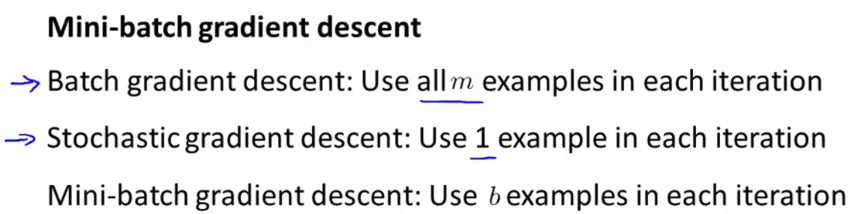 Mini-batch gradient descent
Batch gradient descent: Use all m examples in each iteration
Stochastic gradient descent: Use 1 example in each iteration
Mini-batch gradient descent: Use b examples in each iteration